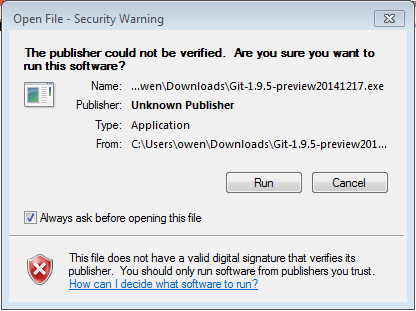 Open File - Security Warning
The publisher could not be verified. Are you sure you want to
run this software?
Name: ...wen\Downloads\Git-1.9.5-preview20141217.exe
Publisher: Unknown Publisher
Type: Application
From: C:\Users\owen\Downloads\Git-1.9.5-preview201...
Run Cancel
Always ask before opening this file
This file does not have a valid digital signature that verifies its
publisher. You should only run software from publishers you trust.
How can I decide what software to run?